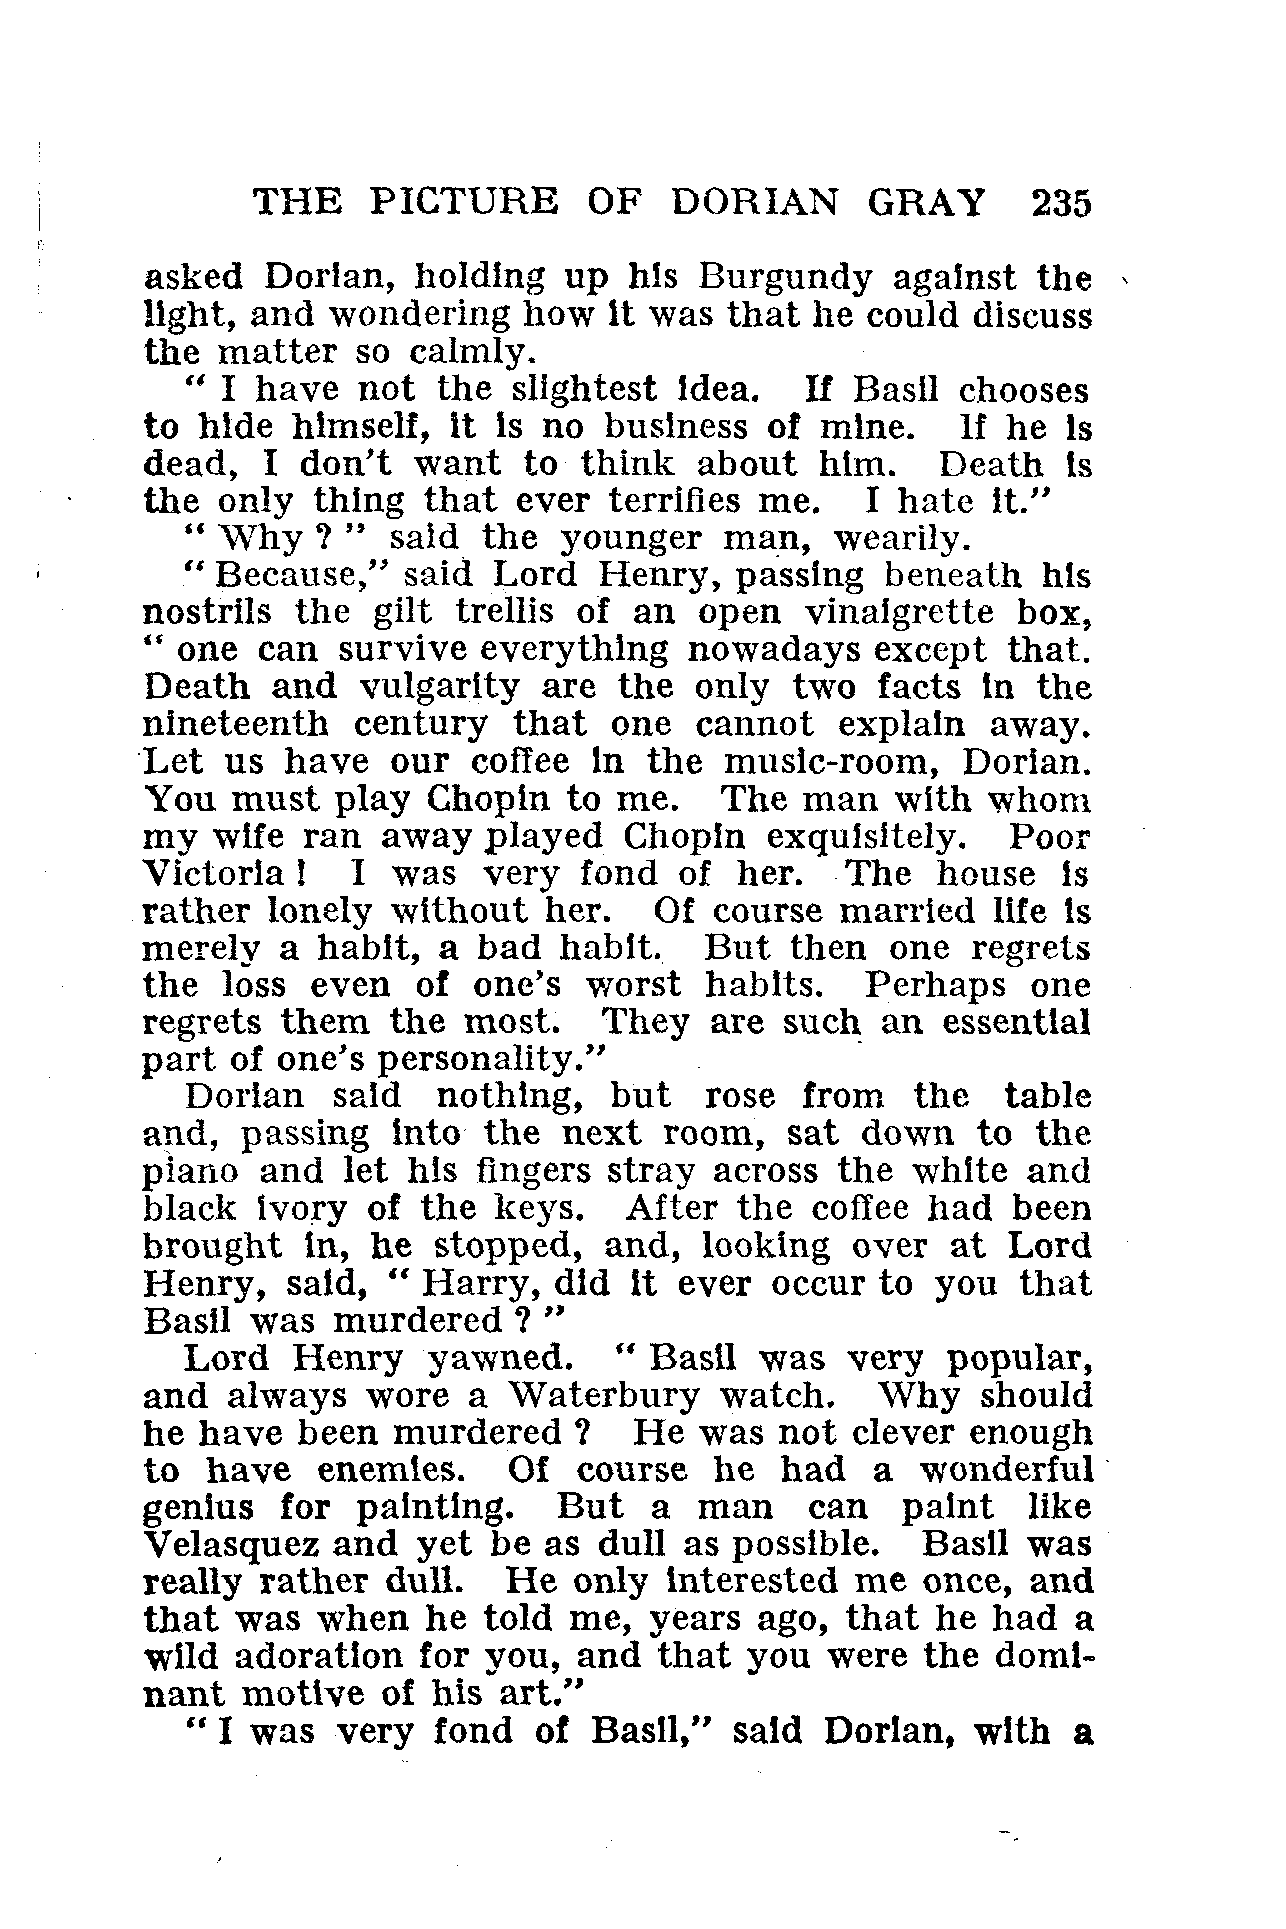 THE PICTURE OF DORIAN GRAY 235
asked Dorian, holding up his Burgundy against the
light, and wondering how it was that he could discuss
the matter so calmly.
“ I have not the slightest idea. If Basil chooses
to hide himself, it is no business of mine. If he is
dead, I don't want to think about him. Death is
the only thing that ever terrifies me. I hate it.”
“ Why ? ” said the younger man, wearily.
“ Because,” said Lord Henry, passing beneath his
nostrils the gilt trellis of an open vinaigrette box,
“ one can survive everything nowadays except that.
Death and vulgarity are the only two facts in the
nineteenth century that one cannot explain away.
Let us have our coffee in the music-room, Dorian.
You must play Chopin to me. The man with whom
my wife ran away played Chopin exquisitely. Poor
Victoria ! I was very fond of her. The house is
rather lonely without her. Of course married life is
merely a habit, a bad habit. But then one regrets
the loss even of one's worst habits. Perhaps one
regrets them the most. They are such an essential
part of one's personality.”
Dorian said nothing, but rose from the table
and, passing into the next room, sat down to the
piano and let his fingers stray across the white and
black ivory of the keys. After the coffee had been
brought in, he stopped, and, looking over at Lord
Henry, said, “ Harry, did it ever occur to you that
Basil was murdered ? ”
Lord Henry yawned. “ Basil was very popular,
and always wore a Waterbury watch. Why should
he have been murdered ? He was not clever enough
to have enemies. Of course he had a wonderful
genius for painting. But a man can paint like
Velasquez and yet be as dull as possible. Basil was
really rather dull. He only interested me once, and
that was when he told me, years ago, that he had a
wild adoration for you, and that you were the domi-
nant motive of his art.”
“ I was very fond of Basil,” said Dorian, with a